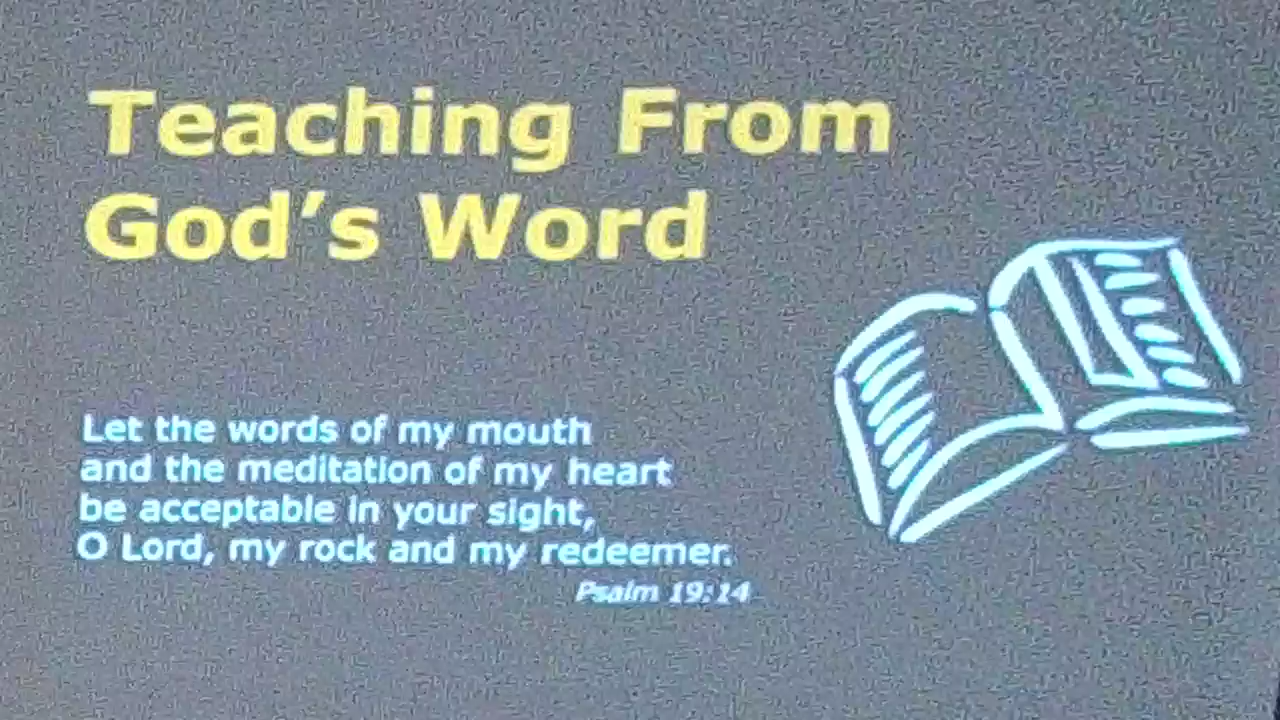 Teaching From
God's Word
Let the words of my mouth
and the meditation of my heart
be acceptable in your sight,
O Lord, my rock and my redeemer.
Psalm 19:14